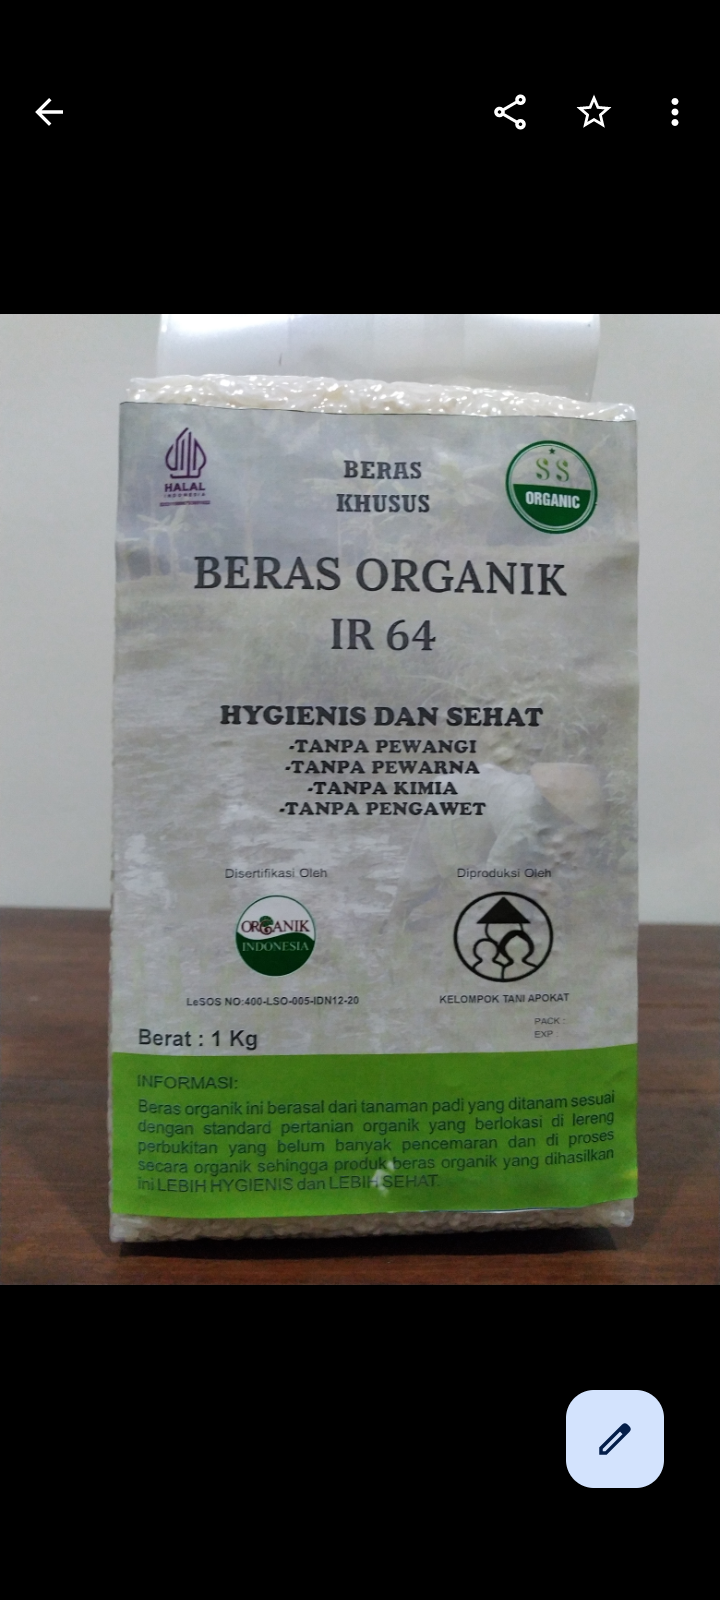 HALAL
INDONESIA
BERAS
KHUSUS
SS
ORGANIC
BERAS ORGANIK
IR 64
HYGIENIS DAN SEHAT
-TANPA PEWANGI
-TANPA PEWARNA
-TANPA KIMIA
-TANPA PENGAWET
Disertifikasi Oleh
ORGANIK
INDONESIA
LeSOS NO:400-LSO-005-IDN12-20
Diproduksi Oleh
KELOMPOK TANI APOKAT
PACK :
EXP :
Berat : 1 Kg
INFORMASI:
Beras organik ini berasal dari tanaman padi yang ditanam sesuai
dengan standard pertanian organik yang berlokasi di lereng
perbukitan yang belum banyak pencemaran dan di proses
secara organik sehingga produk beras organik yang dihasilkan
ini LEBIH HYGIENIS dan LEBIH SEHAT.